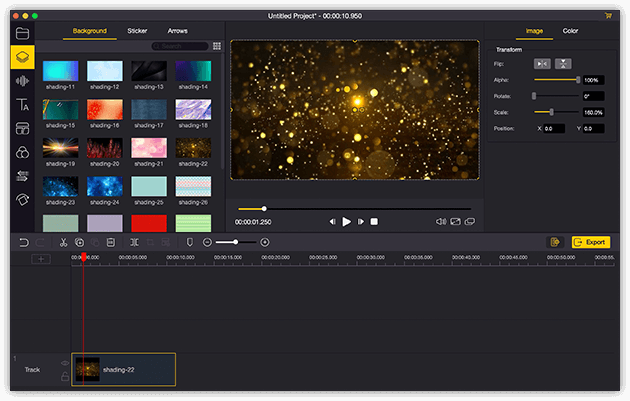 Untitled Project* - 00:00:10.950
Background Sticker Arrows
Search
shading-11 shading-12 shading-13 shading-14
shading-15 shading-16 shading-17 shading-18
shading-19 shading-20 shading-21 shading-22
shading-23 shading-24 shading-25 shading-26
Image Color
Transform
Flip:
Alpha: 100%
Rotate: 0°
Scale: 160.0%
Position: X 0.0 Y 0.0
00:00:01.250
Export
00:00:05.000 00:00:10.000 00:00:15.000 00:00:20.000 00:00:25.000 00:00:30.000 00:00:35.000 00:00:40.000 00:00:45.000 00:00:50.000 00:00:55.
1
Track
shading-22